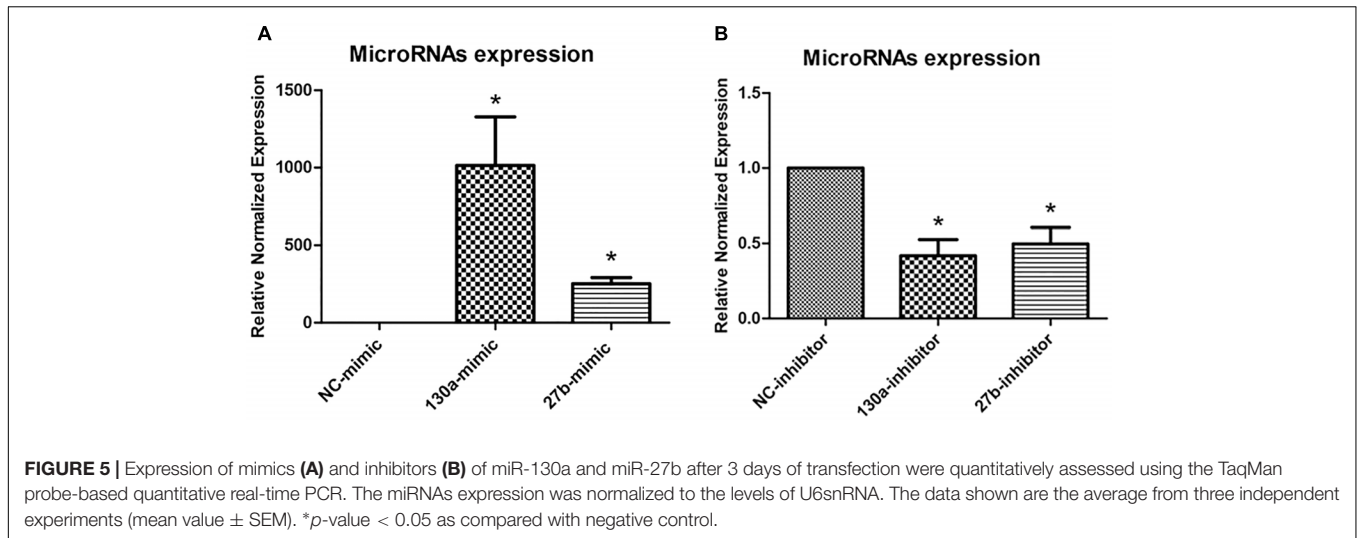 A
MicroRNAs expression
Relative Normalized Expression
1500
1000
500
0
*
*
NC-mimic
130a-mimic
27b-mimic
B
MicroRNAs expression
Relative Normalized Expression
1.5
1.0
0.5
0.0
*
*
NC-inhibitor
130a-inhibitor
27b-inhibitor
FIGURE 5 | Expression of mimics (A) and inhibitors (B) of miR-130a and miR-27b after 3 days of transfection were quantitatively assessed using the TaqMan
probe-based quantitative real-time PCR. The miRNAs expression was normalized to the levels of U6snRNA. The data shown are the average from three independent
experiments (mean value ± SEM). *p-value < 0.05 as compared with negative control.